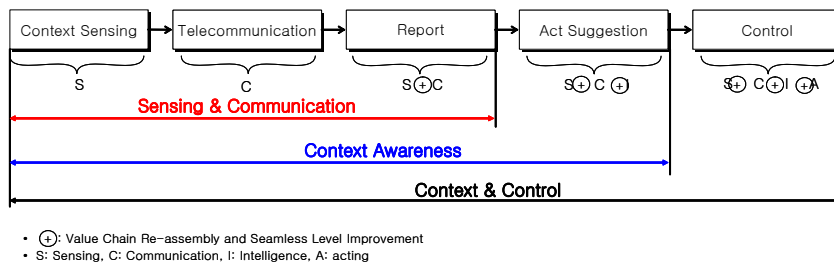 Context Sensing Telecommunication Report Act Suggestion Control
S C S⊕C S⊕C⊕I S⊕C⊕I⊕A
Sensing & Communication
Context Awareness
Context & Control
• ⊕: Value Chain Re-assembly and Seamless Level Improvement
• S: Sensing, C: Communication, I: Intelligence, A: acting